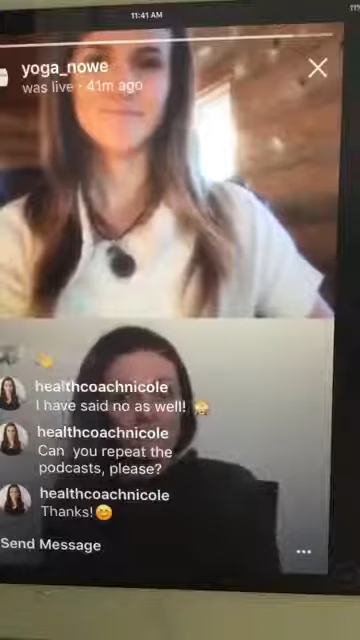 11:41 AM
yoga_nowe
was live · 41m ago
healthcoachnicole
I have said no as well! 🙈
healthcoachnicole
Can you repeat the
podcasts, please?
healthcoachnicole
Thanks!😊
Send Message